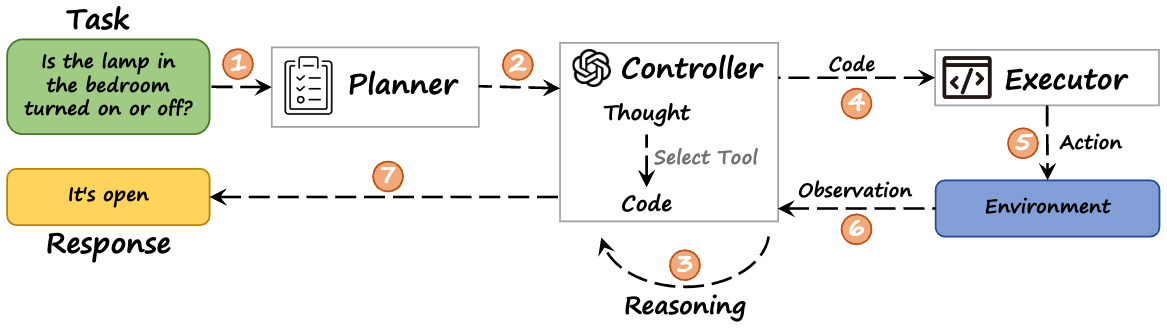 Task
Is the lamp in
the bedroom
turned on or off?
1
Planner
2
Controller
Thought
Select Tool
Code
3
Reasoning
Code
4
</> Executor
5
Action
Environment
Observation
6
7
It's open
Response